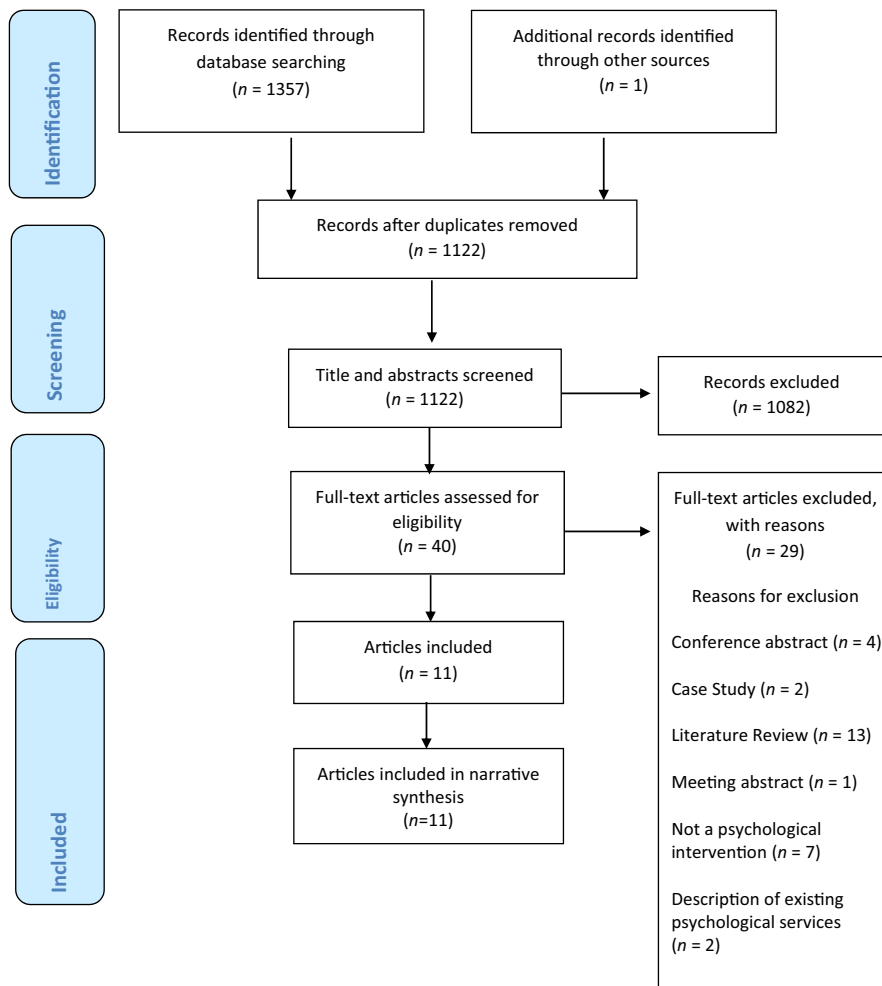 Identification
Records identified through
database searching
(n = 1357)
Additional records identified
through other sources
(n = 1)
Records after duplicates removed
(n = 1122)
Screening
Title and abstracts screened
(n = 1122)
Records excluded
(n = 1082)
Eligibility
Full-text articles assessed for
eligibility
(n = 40)
Full-text articles excluded,
with reasons
(n = 29)
Reasons for exclusion
Conference abstract (n = 4)
Case Study (n = 2)
Literature Review (n = 13)
Meeting abstract (n = 1)
Not a psychological
intervention (n = 7)
Description of existing
psychological services
(n = 2)
Included
Articles included
(n = 11)
Articles included in narrative
synthesis
(n=11)